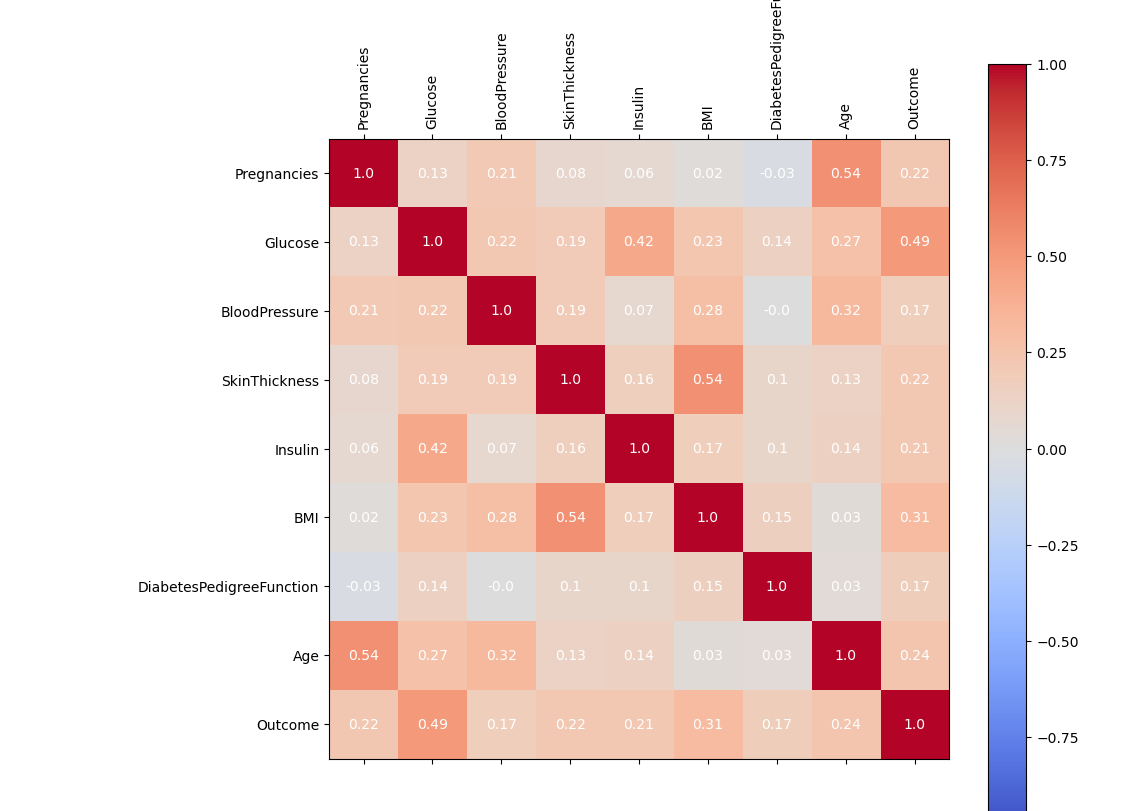 Pregnancies Glucose BloodPressure SkinThickness Insulin BMI DiabetesPedigreeFu Age Outcome
Pregnancies 1.0 0.13 0.21 0.08 0.06 0.02 -0.03 0.54 0.22
Glucose 0.13 1.0 0.22 0.19 0.42 0.23 0.14 0.27 0.49
BloodPressure 0.21 0.22 1.0 0.19 0.07 0.28 -0.0 0.32 0.17
SkinThickness 0.08 0.19 0.19 1.0 0.16 0.54 0.1 0.13 0.22
Insulin 0.06 0.42 0.07 0.16 1.0 0.17 0.1 0.14 0.21
BMI 0.02 0.23 0.28 0.54 0.17 1.0 0.15 0.03 0.31
DiabetesPedigreeFunction -0.03 0.14 -0.0 0.1 0.1 0.15 1.0 0.03 0.17
Age 0.54 0.27 0.32 0.13 0.14 0.03 0.03 1.0 0.24
Outcome 0.22 0.49 0.17 0.22 0.21 0.31 0.17 0.24 1.0
1.00
0.75
0.50
0.25
0.00
−0.25
−0.50
−0.75